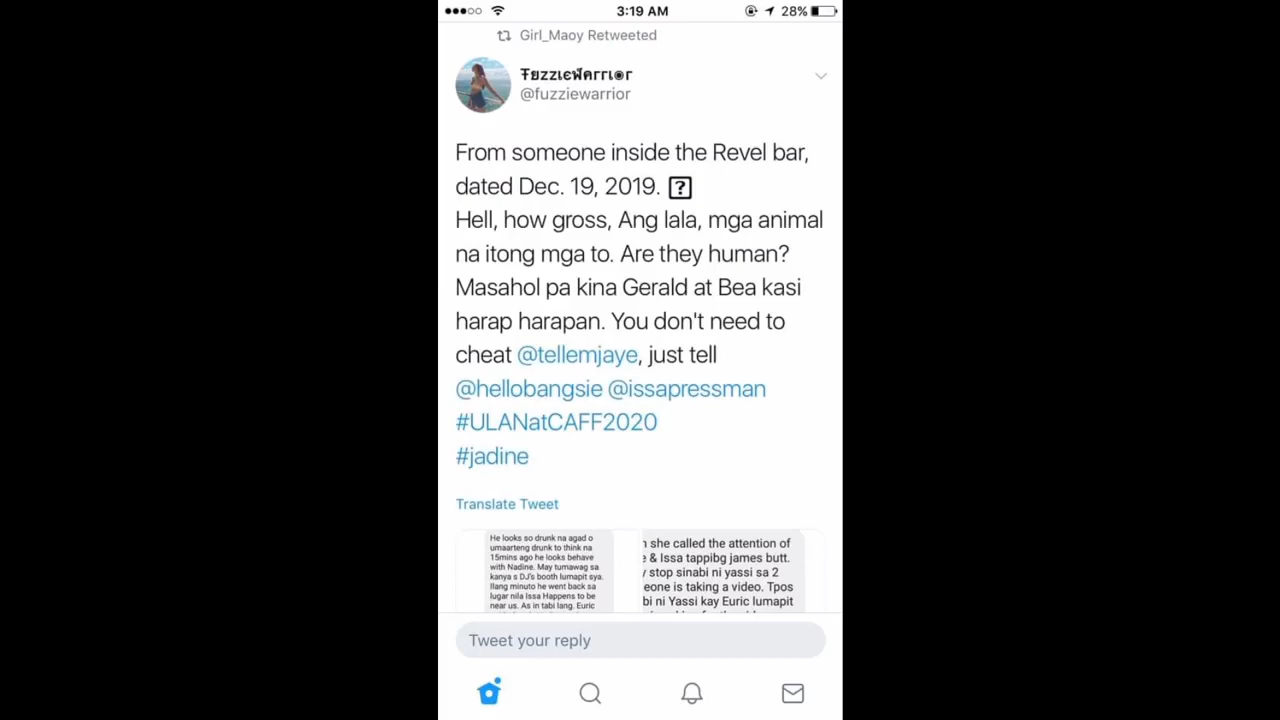 3:19 AM
28%
Girl_Maoy Retweeted
Ŧຮzzɩєฬคггɩ๏г
@fuzziewarrior
From someone inside the Revel bar,
dated Dec. 19, 2019. ?
Hell, how gross, Ang lala, mga animal
na itong mga to. Are they human?
Masahol pa kina Gerald at Bea kasi
harap harapan. You don't need to
cheat @tellemjaye, just tell
@hellobangsie @issapressman
#ULANatCAFF2020
#jadine
Translate Tweet
He looks so drunk na agad o
umaarteng drunk to think na
15mins ago he looks behave
with Nadine. May tumawag sa
kanya s DJ's booth lumapit sya.
Ilang minuto he went back sa
lugar nila Issa Happens to be
near us. As in tabi lang. Euric
she called the attention of
& Issa tappibg james butt.
stop sinabi ni yassi sa 2
eone is taking a video. Tpos
bi ni Yassi kay Euric lumapit
Tweet your reply